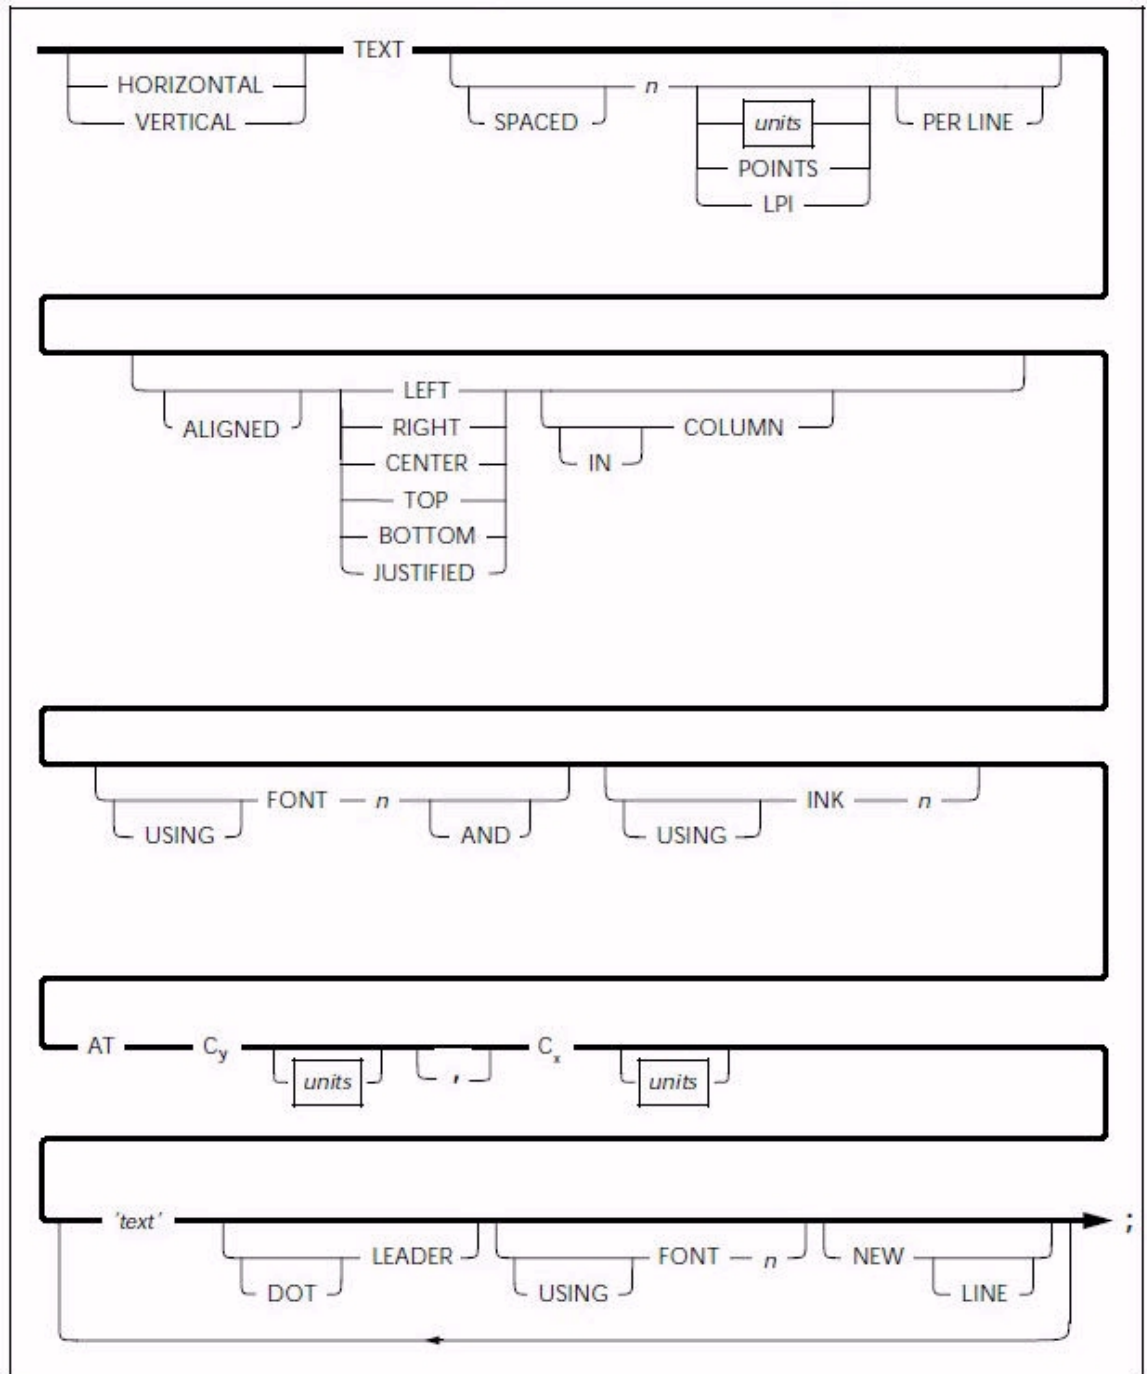 TEXT
HORIZONTAL n
VERTICAL SPACED units PER LINE
POINTS
LPI
LEFT
ALIGNED RIGHT COLUMN
CENTER IN
TOP
BOTTOM
JUSTIFIED
FONT n INK n
USING AND USING
AT Cy , Cx
units units
'text' ;
LEADER FONT n NEW
DOT USING LINE